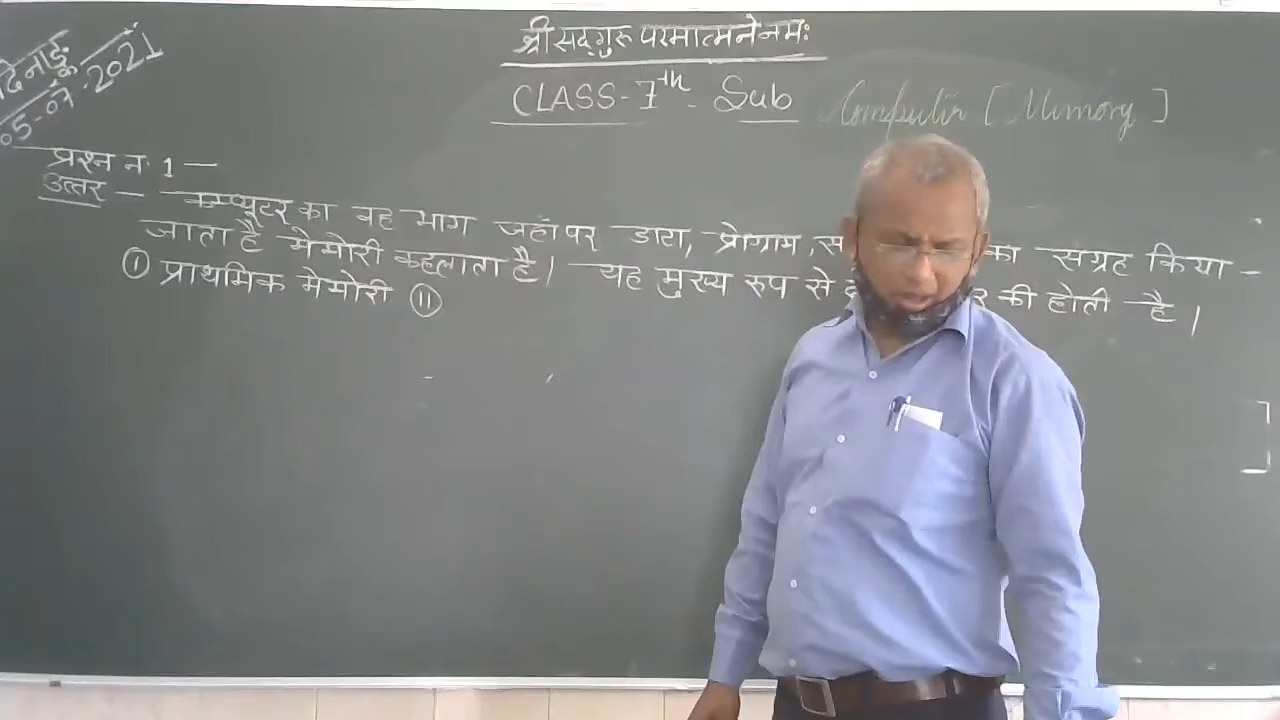 श्री सद्गुरु परमात्मने नमः
दिनाङ्कः
05-07-2021
CLASS-7th - Sub Computer [Memory]
प्रश्न न. 1 —
उत्तर — कम्प्यूटर का वह भाग जहाँ पर डाटा, प्रोग्राम, का संग्रह किया -
जाता है मेमोरी कहलाता है। यह मुख्य रुप से की होती है।
① प्राथमिक मेमोरी ⑪